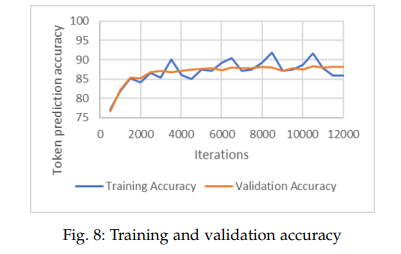 100
95
90
85
80
75
Token prediction accuracy
0 2000 4000 6000 8000 10000 12000
Iterations
Training Accuracy Validation Accuracy
Fig. 8: Training and validation accuracy